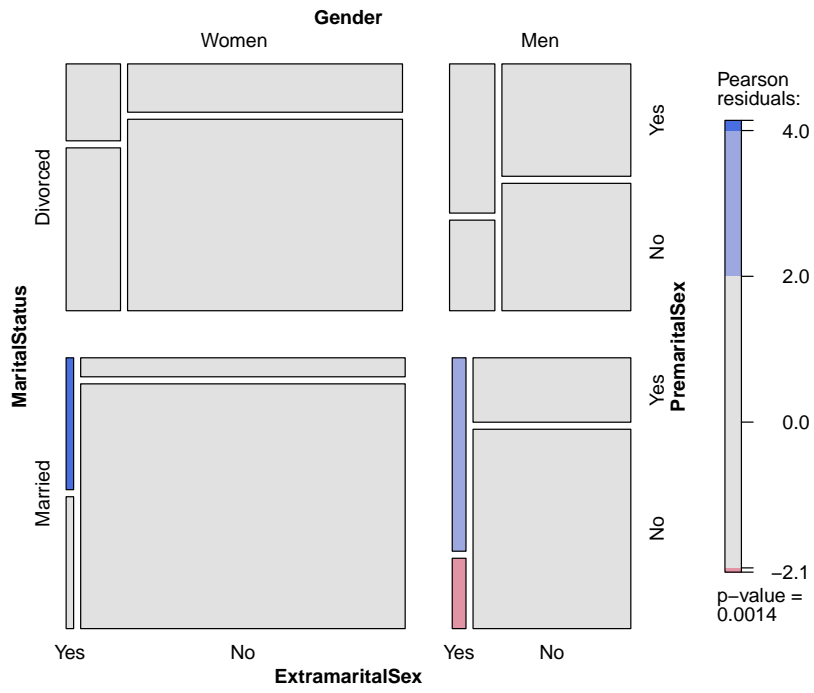 Gender
Women
Men
MaritalStatus
Divorced
Married
Yes
No
Yes
No
PremaritalSex
Yes
No
Yes
No
ExtramaritalSex
Pearson
residuals:
4.0
2.0
0.0
−2.1
p−value =
0.0014